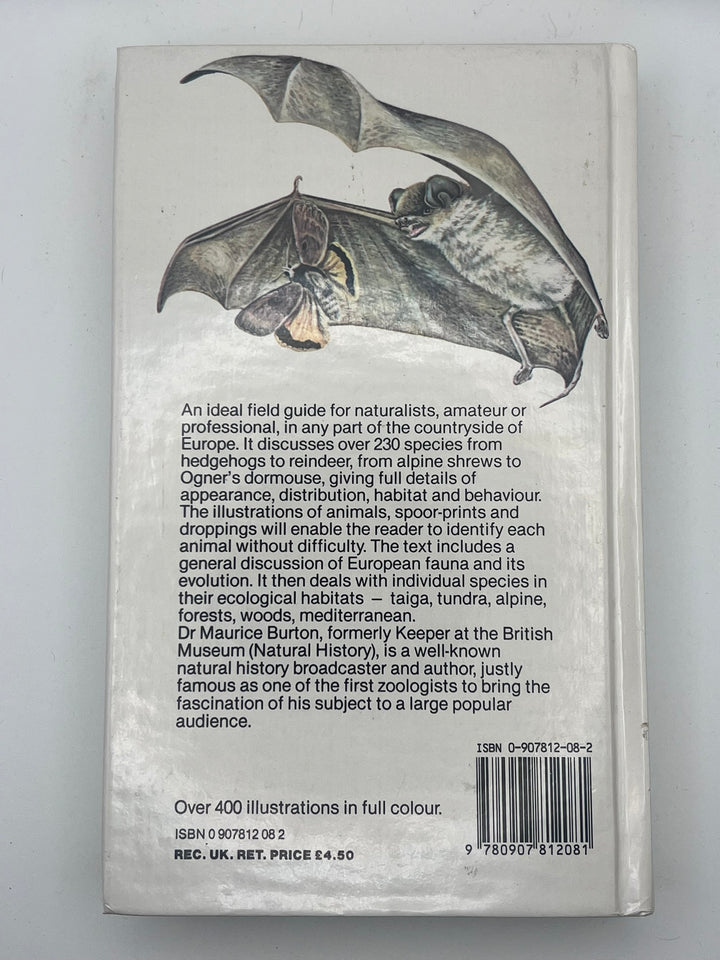 An ideal field guide for naturalists, amateur or
professional, in any part of the countryside of
Europe. It discusses over 230 species from
hedgehogs to reindeer, from alpine shrews to
Ogner's dormouse, giving full details of
appearance, distribution, habitat and behaviour.
The illustrations of animals, spoor-prints and
droppings will enable the reader to identify each
animal without difficulty. The text includes a
general discussion of European fauna and its
evolution. It then deals with individual species in
their ecological habitats – taiga, tundra, alpine,
forests, woods, mediterranean.
Dr Maurice Burton, formerly Keeper at the British
Museum (Natural History), is a well-known
natural history broadcaster and author, justly
famous as one of the first zoologists to bring the
fascination of his subject to a large popular
audience.
Over 400 illustrations in full colour.
ISBN 0 907812 08 2
REC. UK. RET. PRICE £4.50
ISBN 0-907812-08-2
9 780907 812081